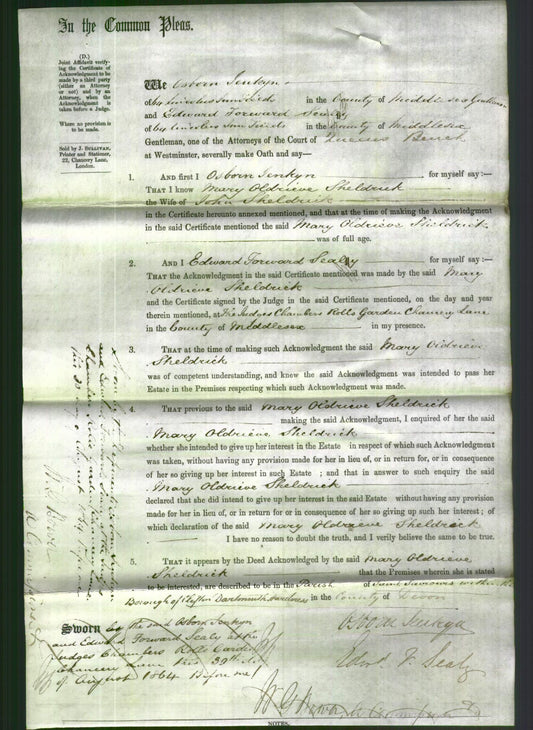 In the Common Pleas.
(D.)
Joint Affidavit verify-
ing the Certificate of
Acknowledgment to be
made by a third party
(either an Attorney
or not) and by an
Attorney, when the
Acknowledgment is
taken before a Judge.
Where no provision is
to be made.
Sold by J. SULLIVAN,
Printer and Stationer,
22, Chancery Lane,
London.
We Osborn Jenkyn
of in the County of Middlesex Gentleman
and Edward Forward Sealy
of in the County of Middlesex
Gentleman, one of the Attorneys of the Court of Queens Bench
at Westminster, severally make Oath and say—
1. And first I Osborn Jenkyn for myself say:—
THAT I know Mary Oldrieve Sheldrick
the Wife of John Sheldrick
in the Certificate hereunto annexed mentioned, and that at the time of making the Acknowledgment
in the said Certificate mentioned the said Mary Oldrieve Sheldrick
was of full age.
2. AND I Edward Forward Sealy for myself say:—
THAT the Acknowledgment in the said Certificate mentioned was made by the said Mary
Oldrieve Sheldrick
and the Certificate signed by the Judge in the said Certificate mentioned, on the day and year
therein mentioned, at The Judges Chambers Rolls Garden Chancery Lane
in the County of Middlesex in my presence.
3. THAT at the time of making such Acknowledgment the said Mary Oldrieve
Sheldrick
was of competent understanding, and knew the said Acknowledgment was intended to pass her
Estate in the Premises respecting which such Acknowledgment was made.
4. THAT previous to the said Mary Oldrieve Sheldrick
making the said Acknowledgment, I enquired of her the said
Mary Oldrieve Sheldrick
whether she intended to give up her interest in the Estate in respect of which such Acknowledgment
was taken, without having any provision made for her in lieu of, or in return for, or in consequence
of her so giving up her interest in such Estate; and that in answer to such enquiry the said
Mary Oldrieve Sheldrick
declared that she did intend to give up her interest in the said Estate without having any provision
made for her in lieu of, or in return for or in consequence of her so giving up such her interest; of
which declaration of the said Mary Oldrieve Sheldrick
I have no reason to doubt the truth, and I verily believe the same to be true.
5. THAT it appears by the Deed Acknowledged by the said Mary Oldrieve
Sheldrick that the Premises wherein she is stated
to be interested, are described to be in the Parish of Saint Saviours within the
Borough of Clifton Dartmouth Hardness in the County of Devon
Sworn by the said Osborn Jenkyn
and Edward Forward Sealy at the
Judges Chambers Rolls Garden
Chancery Lane this 29th day
of August 1864 Before me
Osborn Jenkyn
Edwd. F. Sealy
NOTES.